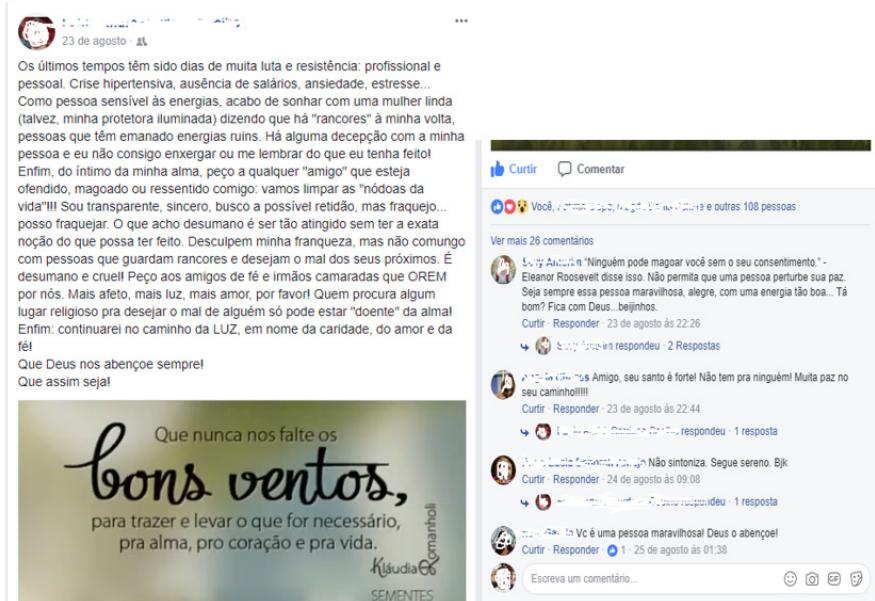 23 de agosto
Os últimos tempos têm sido dias de muita luta e resistência: profissional e
pessoal. Crise hipertensiva, ausência de salários, ansiedade, estresse...
Como pessoa sensível às energias, acabo de sonhar com uma mulher linda
(talvez, minha protetora iluminada) dizendo que há "rancores" à minha volta,
pessoas que têm emanado energias ruins. Há alguma decepção com a minha
pessoa e eu não consigo enxergar ou me lembrar do que eu tenha feito!
Enfim, do íntimo da minha alma, peço a qualquer "amigo" que esteja
ofendido, magoado ou ressentido comigo: vamos limpar as "nódoas da
vida"!!! Sou transparente, sincero, busco a possível retidão, mas fraquejo...
posso fraquejar. O que acho desumano é ser tão atingido sem ter a exata
noção do que possa ter feito. Desculpem minha franqueza, mas não comungo
com pessoas que guardam rancores e desejam o mal dos seus próximos. É
desumano e cruel! Peço aos amigos de fé e irmãos camaradas que OREM
por nós. Mais afeto, mais luz, mais amor, por favor! Quem procura algum
lugar religioso pra desejar o mal de alguém só pode estar "doente" da alma!
Enfim: continuarei no caminho da LUZ, em nome da caridade, do amor e da
fé!
Que Deus nos abençoe sempre!
Que assim seja!
Que nunca nos falte os
bons ventos,
para trazer e levar o que for necessário,
pra alma, pro coração e pra vida.
Kláudia Romanholi
SEMENTES
Curtir Comentar
Você, e outras 108 pessoas
Ver mais 26 comentários
"Ninguém pode magoar você sem o seu consentimento." -
Eleanor Roosevelt disse isso. Não permita que uma pessoa perturbe sua paz.
Seja sempre essa pessoa maravilhosa, alegre, com uma energia tão boa... Tá
bom? Fica com Deus...beijinhos.
Curtir · Responder · 23 de agosto às 22:26
respondeu · 2 Respostas
Amigo, seu santo é forte! Não tem pra ninguém! Muita paz no
seu caminho!!!!!!
Curtir · Responder · 23 de agosto às 22:44
respondeu · 1 resposta
Não sintoniza. Segue sereno. Bjk
Curtir · Responder · 24 de agosto às 09:08
respondeu · 1 resposta
Vc é uma pessoa maravilhosa! Deus o abençoe!
Curtir · Responder · 1 · 25 de agosto às 01:38
Escreva um comentário...
GIF